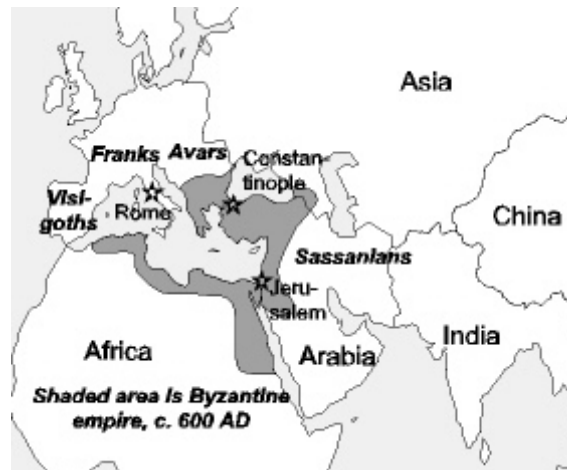 Asia
Franks Avars
Constan-
tinople
Visi-
goths
Rome
China
Sassanians
Jeru-
salem
India
Africa
Arabia
Shaded area is Byzantine
empire, c. 600 AD